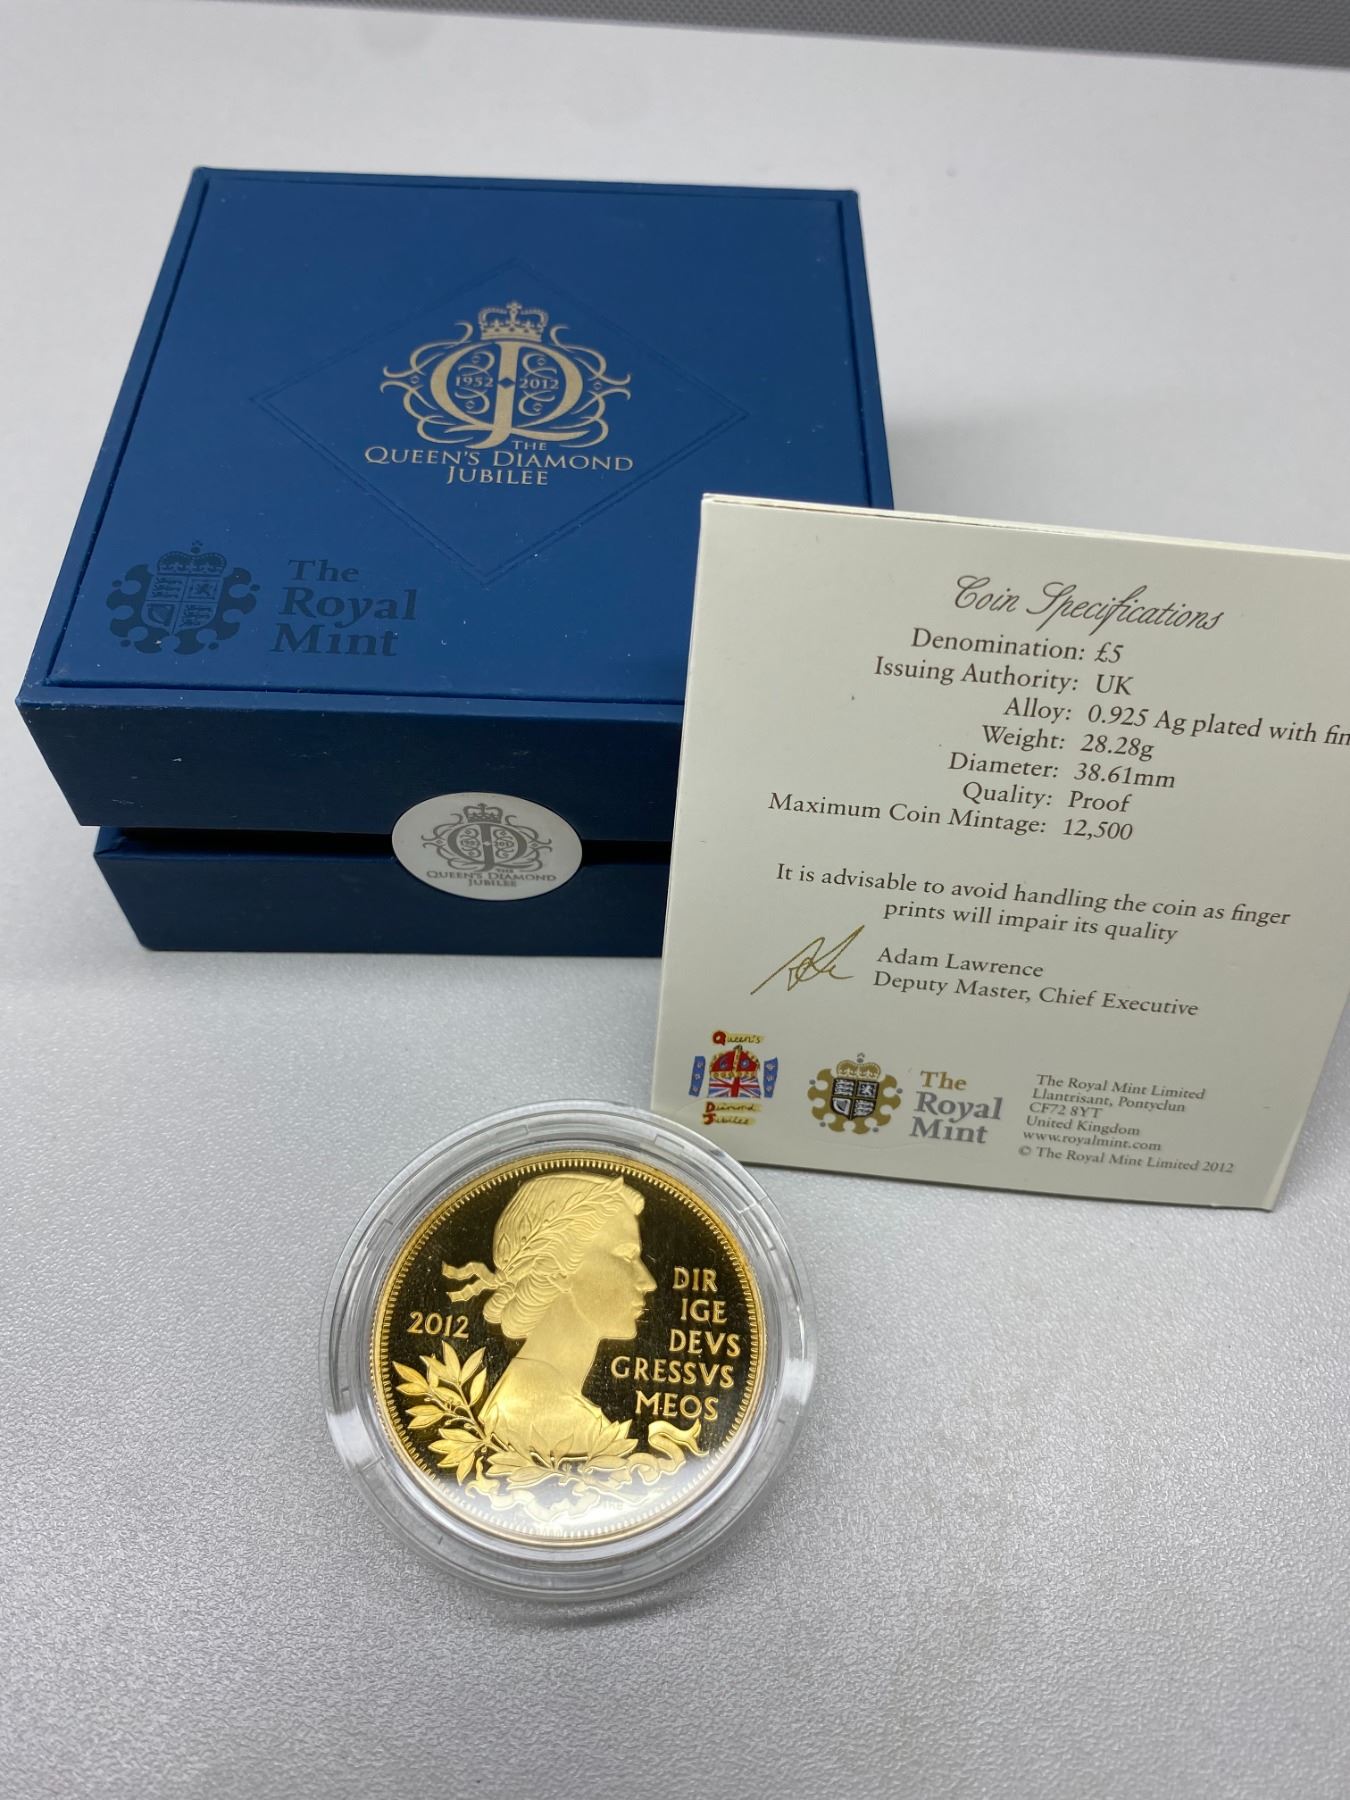 1952 2012
THE
QUEEN'S DIAMOND
JUBILEE
The
Royal
Mint
THE
QUEEN'S DIAMOND
JUBILEE
Coin Specifications
Denomination: £5
Issuing Authority: UK
Alloy: 0.925 Ag plated with fin
Weight: 28.28g
Diameter: 38.61mm
Quality: Proof
Maximum Coin Mintage: 12,500
It is advisable to avoid handling the coin as finger
prints will impair its quality
Adam Lawrence
Deputy Master, Chief Executive
Queen's
Diamond
Jubilee
The
Royal
Mint
The Royal Mint Limited
Llantrisant, Pontyclun
CF72 8YT
United Kingdom
www.royalmint.com
© The Royal Mint Limited 2012
2012
DIR
IGE
DEVS
GRESSVS
MEOS